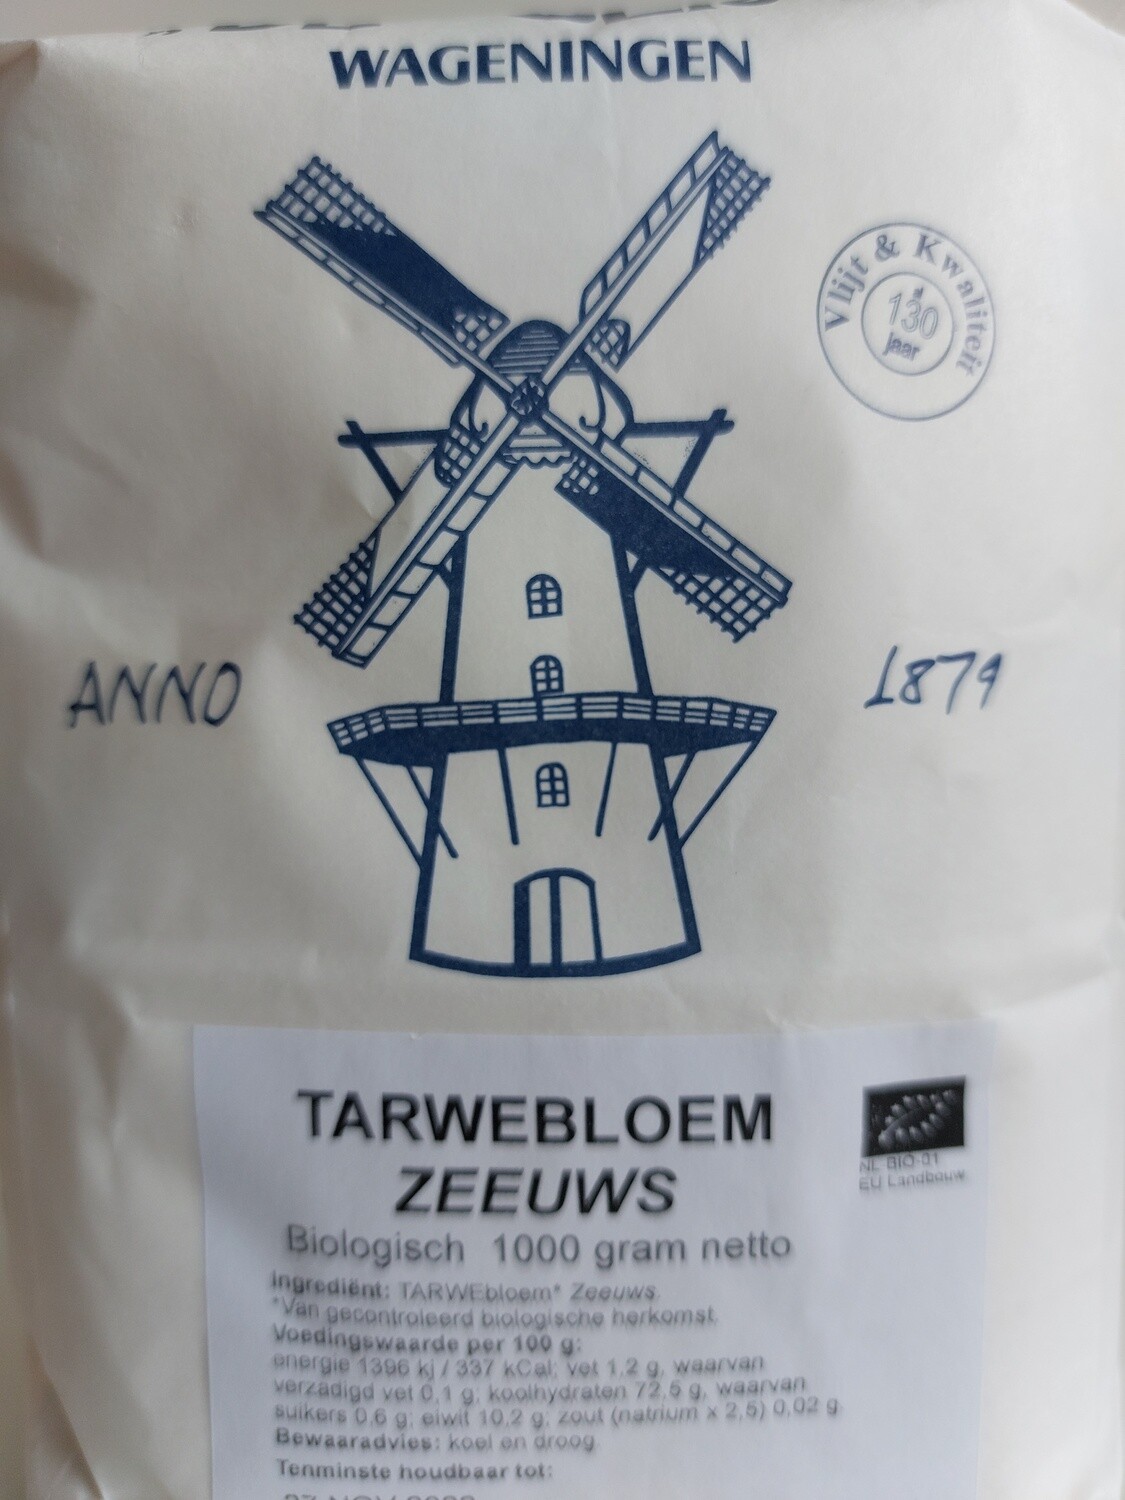 WAGENINGEN
Vlijt & Kwaliteit
130
jaar
ANNO
1879
TARWEBLOEM
ZEEUWS
NL BIO-01
EU Landbouw
Biologisch 1000 gram netto
Ingrediënt: TARWEbloem* Zeeuws.
*Van gecontroleerd biologische herkomst.
Voedingswaarde per 100 g:
energie 1396 kj / 337 kCal; vet 1,2 g, waarvan
verzadigd vet 0,1 g; koolhydraten 72,6 g, waarvan
suikers 0,6 g; eiwit 10,2 g; zout (natrium x 2,5) 0,02 g
Bewaaradvies: koel en droog
Tenminste houdbaar tot: